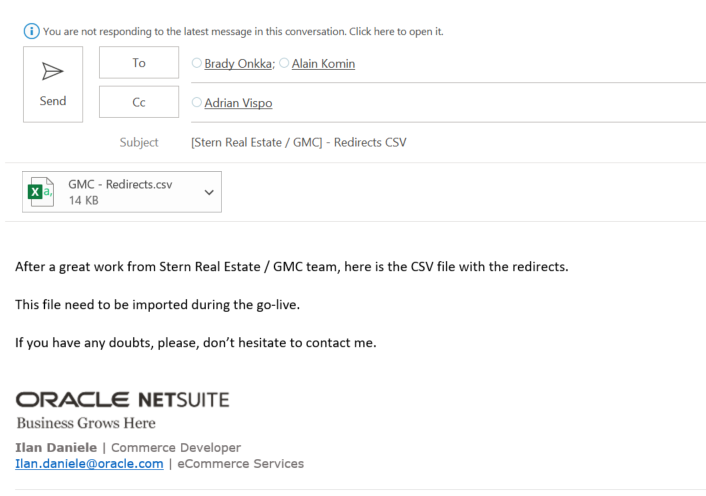 You are not responding to the latest message in this conversation. Click here to open it.
Send
To
Brady Onkka; Alain Komin
Cc
Adrian Vispo
Subject
[Stern Real Estate / GMC] - Redirects CSV
GMC - Redirects.csv
14 KB
After a great work from Stern Real Estate / GMC team, here is the CSV file with the redirects.
This file need to be imported during the go-live.
If you have any doubts, please, don’t hesitate to contact me.
ORACLE NETSUITE
Business Grows Here
Ilan Daniele | Commerce Developer
Ilan.daniele@oracle.com | eCommerce Services